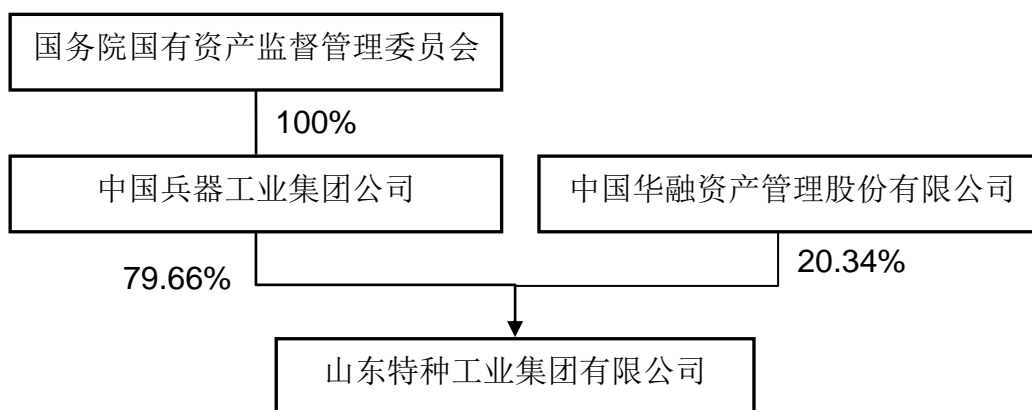 国务院国有资产监督管理委员会
100%
中国兵器工业集团公司
中国华融资产管理股份有限公司
79.66%
20.34%
山东特种工业集团有限公司